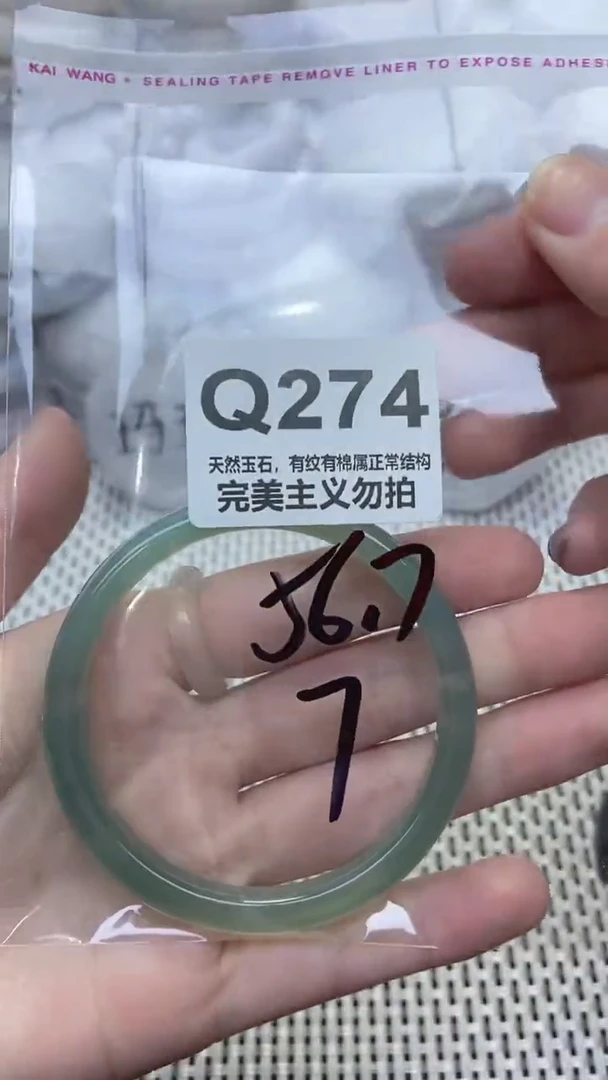 KAI WANG • SEALING TAPE REMOVE LINER TO EXPOSE ADHES
Q274
天然玉石，有纹有棉属正常结构
完美主义勿拍
56.7
7